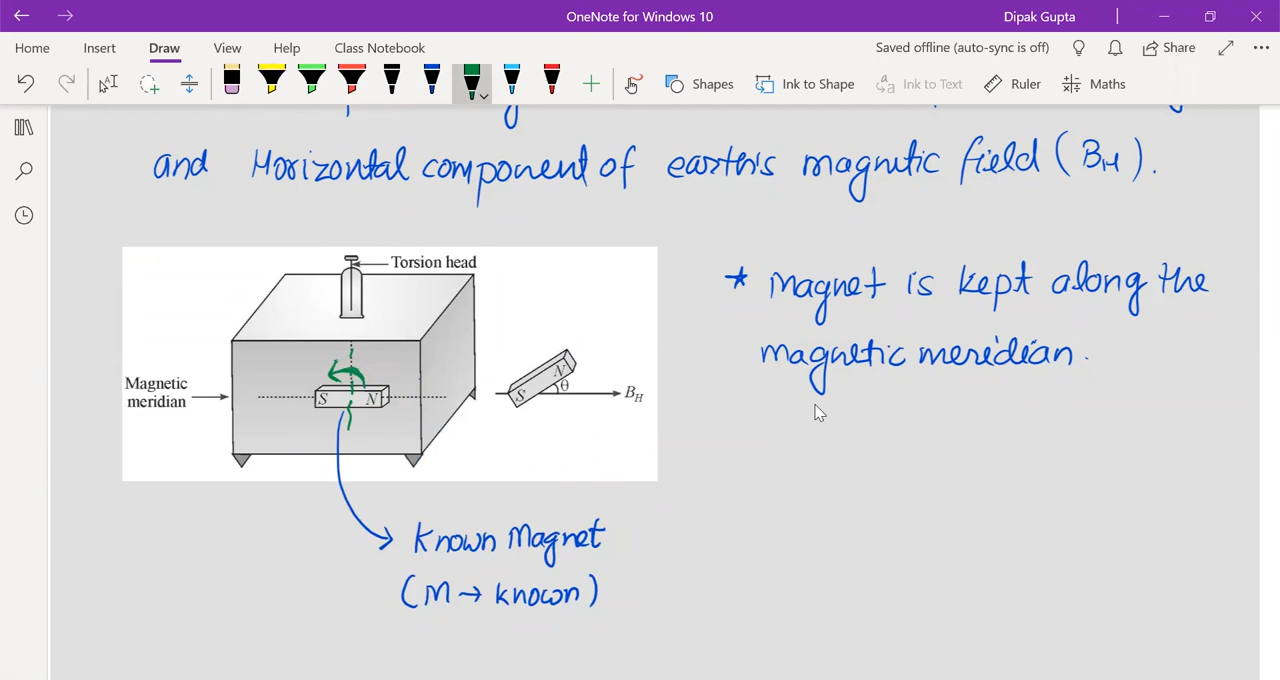 OneNote for Windows 10
Dipak Gupta
Home Insert Draw View Help Class Notebook
Saved offline (auto-sync is off) Share
Shapes Ink to Shape Ink to Text Ruler Maths
and Horizontal component of earth's magnetic field (BH).
Torsion head
Magnetic
meridian
S N
S N θ BH
* Magnet is kept along the
magnetic meridian.
Known Magnet
(M → known)